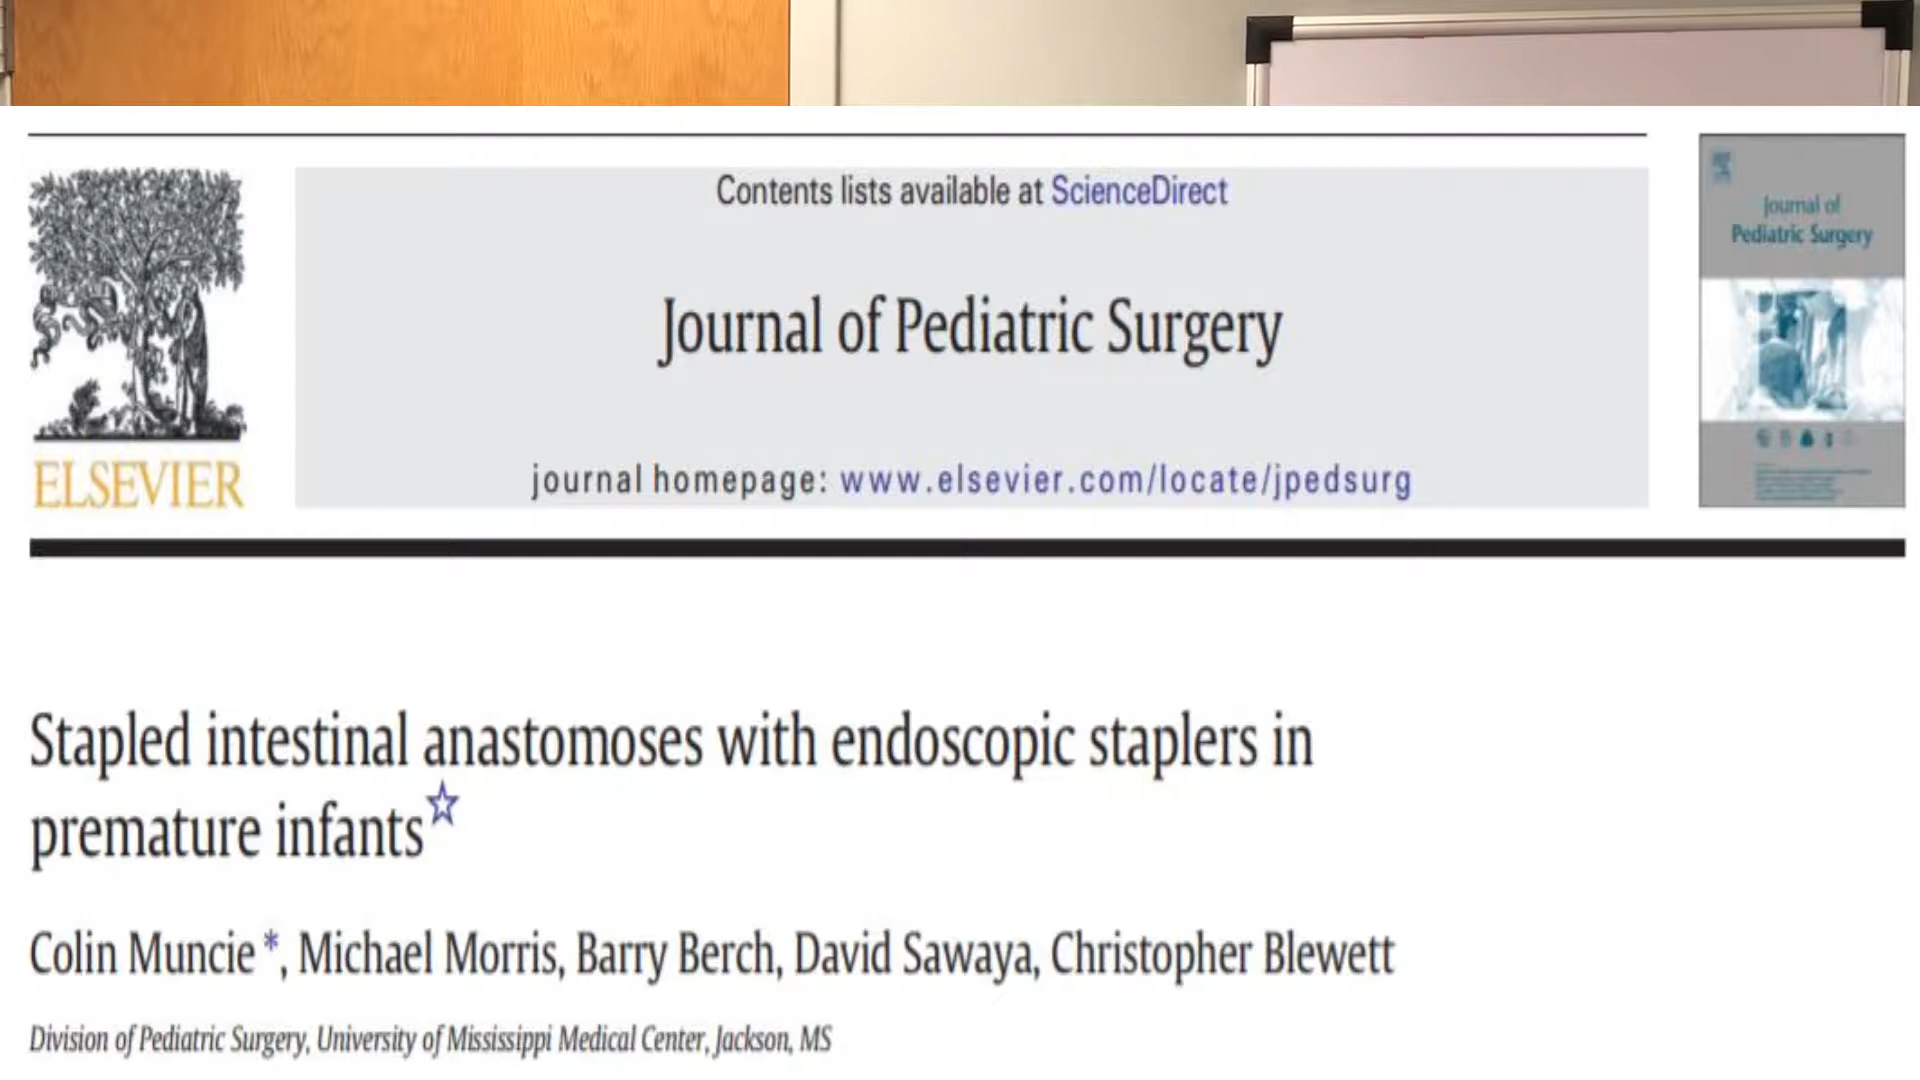 Contents lists available at ScienceDirect
Journal of Pediatric Surgery
journal homepage: www.elsevier.com/locate/jpedsurg
ELSEVIER
Journal of
Pediatric Surgery
Stapled intestinal anastomoses with endoscopic staplers in
premature infants☆
Colin Muncie *, Michael Morris, Barry Berch, David Sawaya, Christopher Blewett
Division of Pediatric Surgery, University of Mississippi Medical Center, Jackson, MS